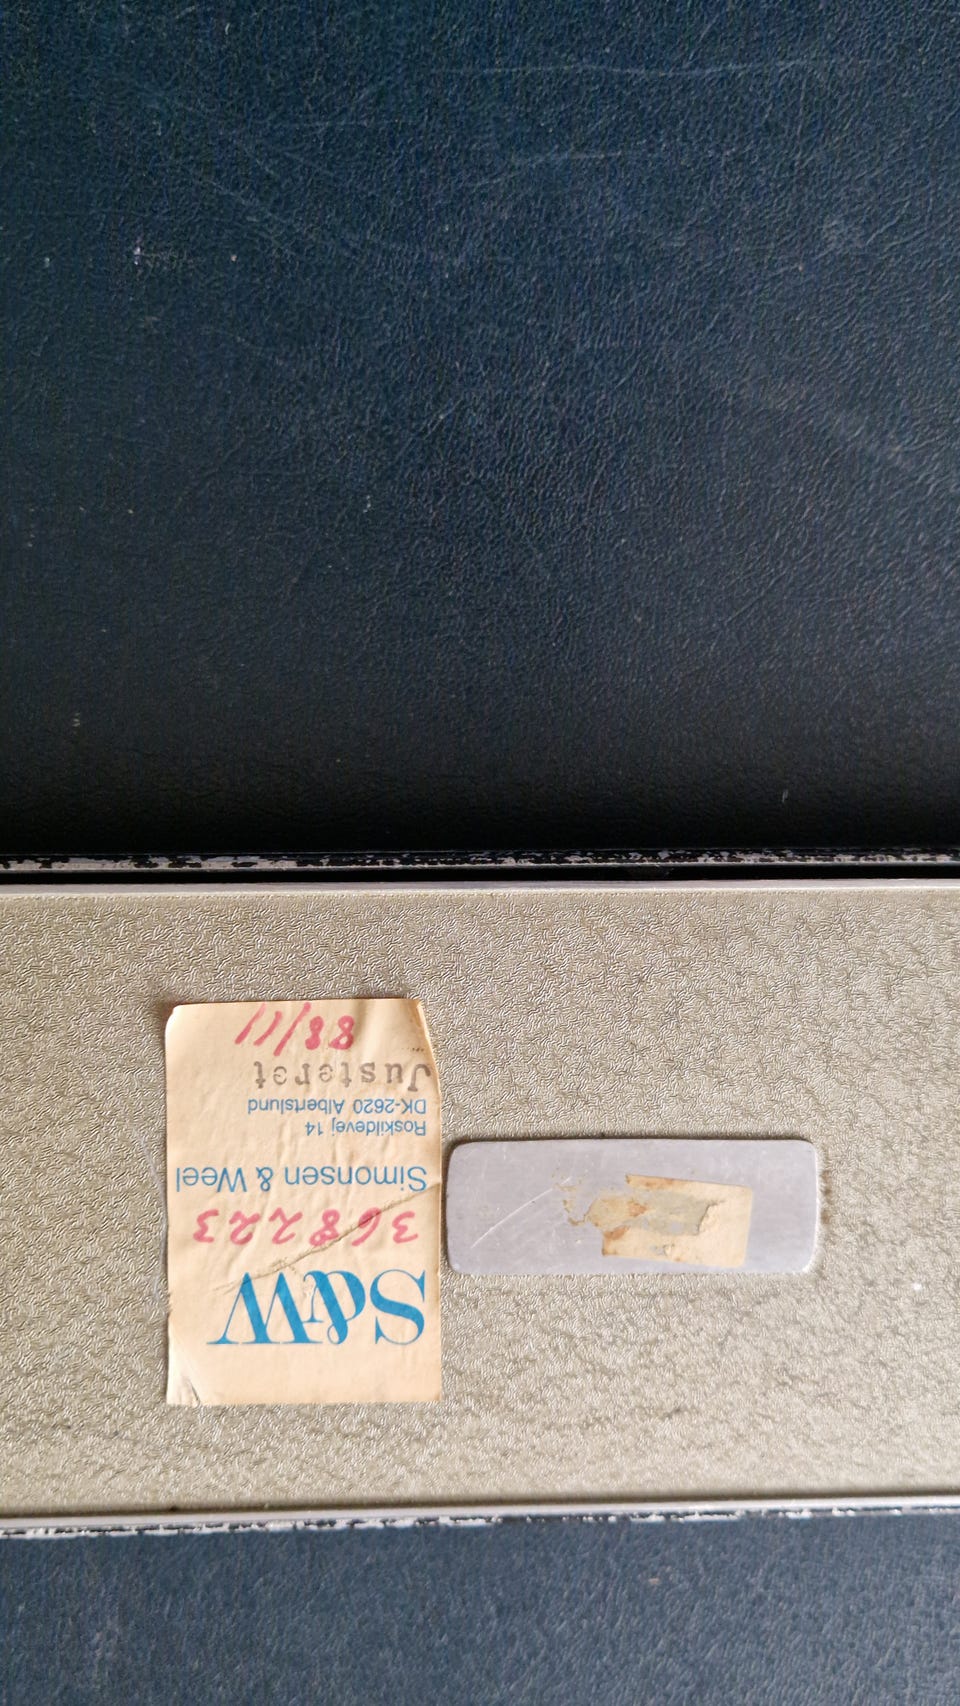 S&W
368223
Simonsen & Weel
Roskildevej 14
DK-2620 Albertslund
Justeret
88/11